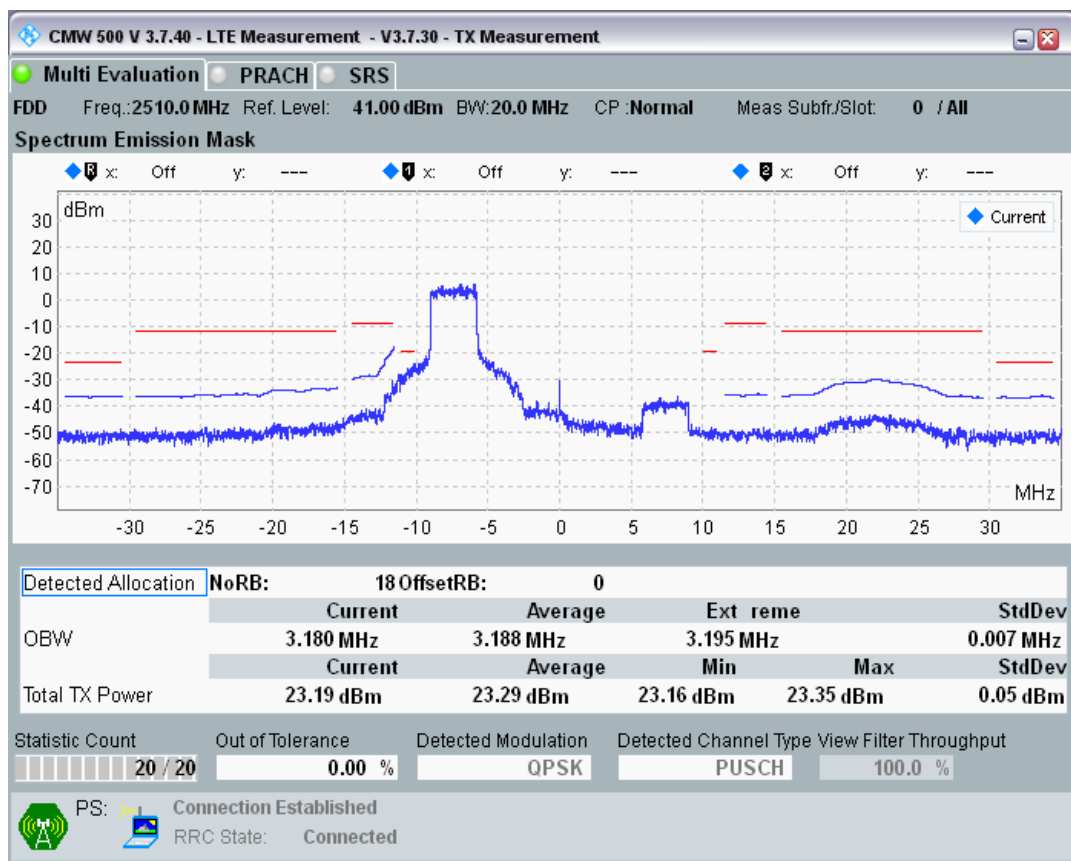 CMW 500 V 3.7.40 - LTE Measurement - V3.7.30 - TX Measurement
Multi Evaluation PRACH SRS
FDD Freq.:2510.0 MHz Ref. Level: 41.00 dBm BW:20.0 MHz CP :Normal Meas Subfr./Slot: 0 / All
Spectrum Emission Mask
R x: Off y: --- 1 x: Off y: --- 2 x: Off y: ---
dBm
Current
30
20
10
0
-10
-20
-30
-40
-50
-60
-70
MHz
-30 -25 -20 -15 -10 -5 0 5 10 15 20 25 30
Detected Allocation NoRB: 18 OffsetRB: 0
Current Average Ext reme StdDev
OBW 3.180 MHz 3.188 MHz 3.195 MHz 0.007 MHz
Current Average Min Max StdDev
Total TX Power 23.19 dBm 23.29 dBm 23.16 dBm 23.35 dBm 0.05 dBm
Statistic Count Out of Tolerance Detected Modulation Detected Channel Type View Filter Throughput
20 / 20 0.00 % QPSK PUSCH 100.0 %
PS: Connection Established
RRC State: Connected